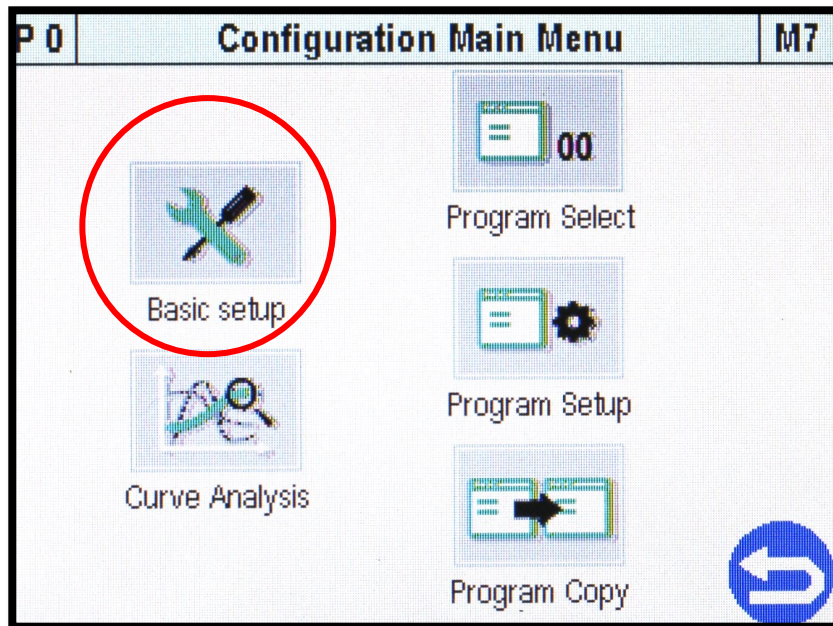 P 0 Configuration Main Menu M7
00
Program Select
Basic setup
Program Setup
Curve Analysis
Program Copy